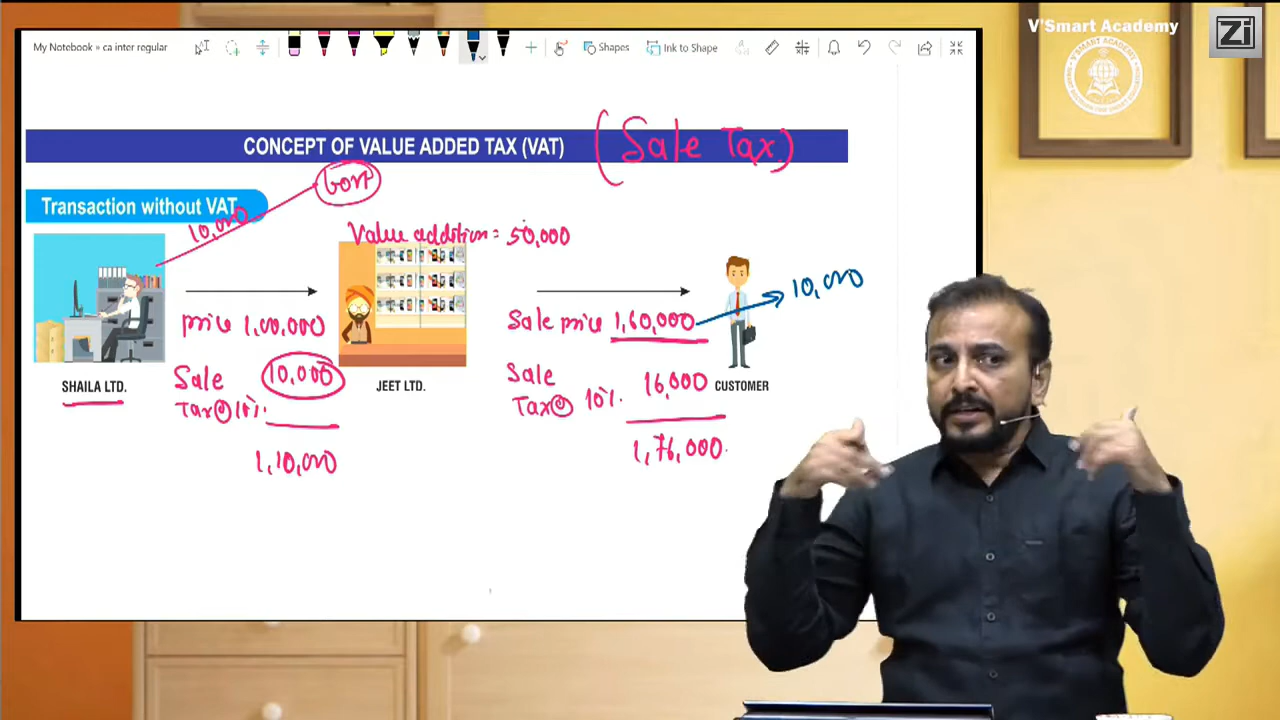 V'Smart Academy
Zi
My Notebook » ca inter regular
Shapes
Ink to Shape
CONCEPT OF VALUE ADDED TAX (VAT) (Sale Tax)
Transaction without VAT
Govt
10,000
Value addition = 50,000
10,000
price 1,00,000
Sale price 1,60,000
SHAILA LTD.
Sale Tax @ 10%. 10,000
JEET LTD.
Sale Tax @ 10%. 16,000
CUSTOMER
1,10,000
1,76,000